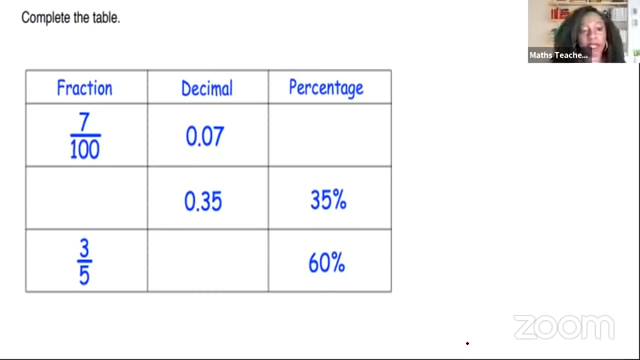 Complete the table.
Maths Teache...
Fraction Decimal Percentage
7/100 0.07
0.35 35%
3/5 60%
zoom